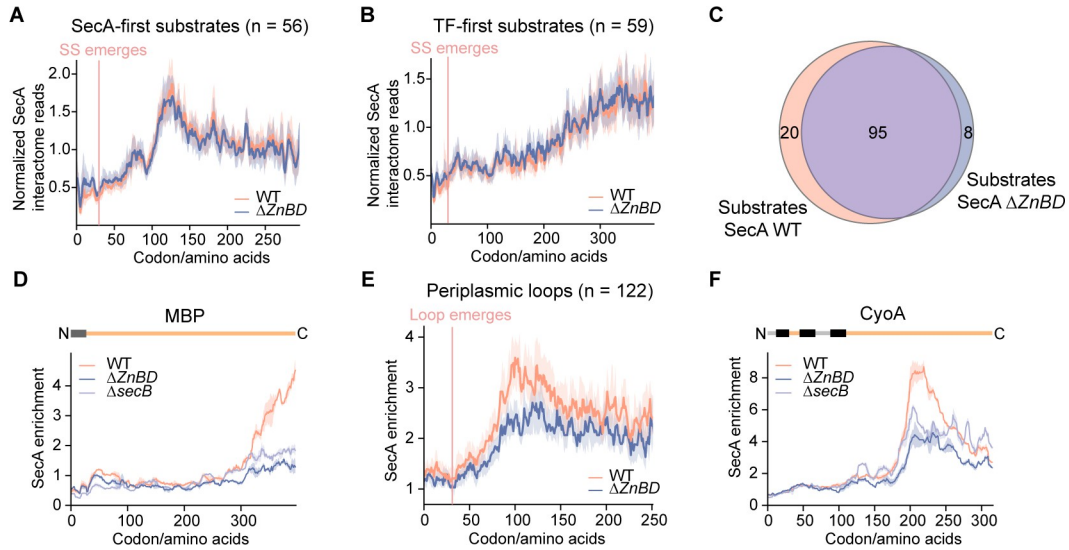 A
SecA-first substrates (n = 56)
SS emerges
Normalized SecA
interactome reads
2.0
1.5
1.0
0.5
WT
ΔZnBD
0 50 100 150 200 250
Codon/amino acids
B
TF-first substrates (n = 59)
SS emerges
Normalized SecA
interactome reads
1.5
1.0
0.5
WT
ΔZnBD
0 100 200 300
Codon/amino acids
C
20
95
8
Substrates
SecA WT
Substrates
SecA ΔZnBD
D
MBP
N C
SecA enrichment
4
3
2
1
0
WT
ΔZnBD
ΔsecB
0 100 200 300
Codon/amino acids
E
Periplasmic loops (n = 122)
Loop emerges
SecA enrichment
4
3
2
1
WT
ΔZnBD
0 50 100 150 200 250
Codon/amino acids
F
CyoA
N C
SecA enrichment
8
6
4
2
0
WT
ΔZnBD
ΔsecB
0 50 100 150 200 250 300
Codon/amino acids